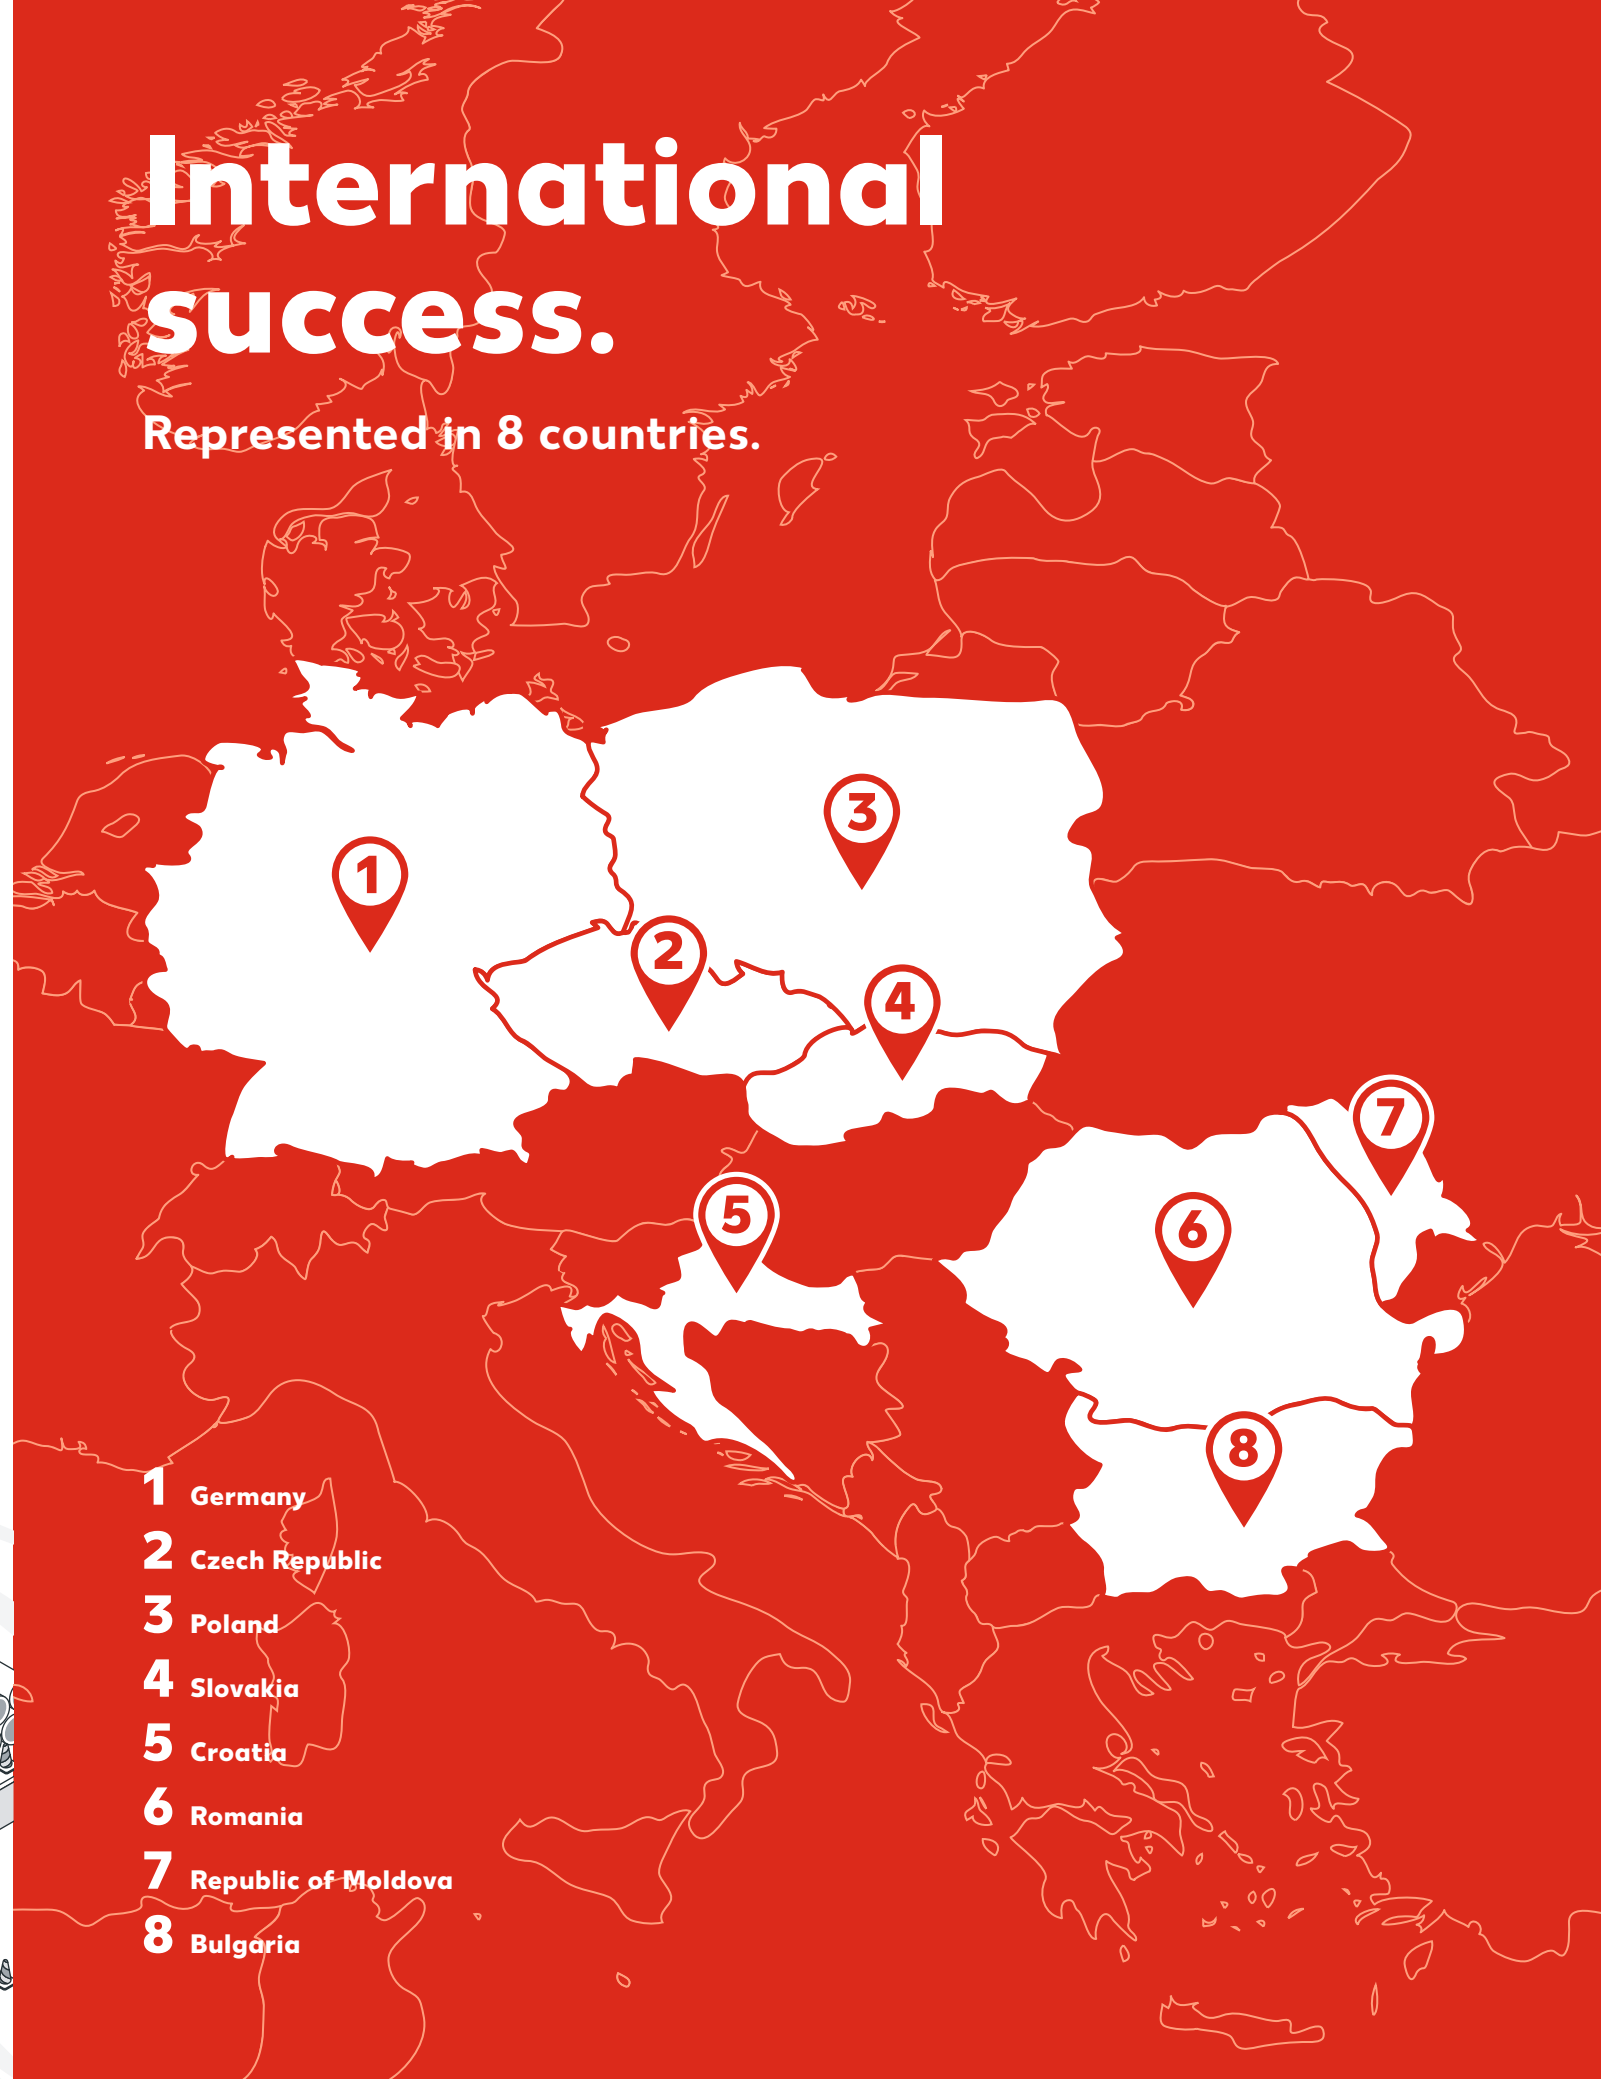 International
success.
Represented in 8 countries.
1
3
2
4
7
5
6
8
1 Germany
2 Czech Republic
3 Poland
4 Slovakia
5 Croatia
6 Romania
7 Republic of Moldova
8 Bulgaria